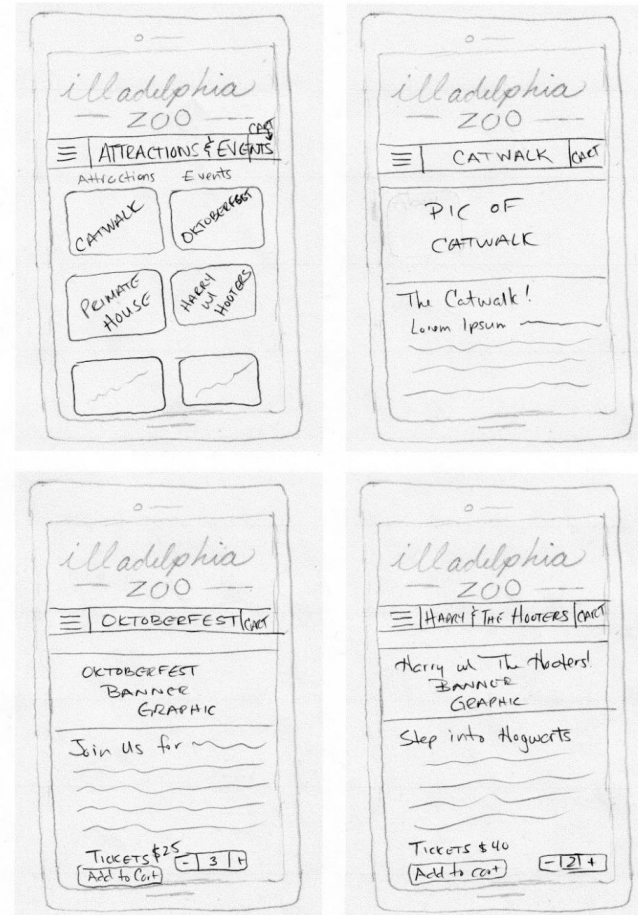 illadelphia
ZOO
CART
ATTRACTIONS & EVENTS
Attractions Events
CATWALK
OKTOBERFEST
PRIMATE HOUSE
HARRY W/ HOOTERS
illadelphia
ZOO
CATWALK CART
PIC OF
CATWALK
The Catwalk!
Lorem Ipsum
illadelphia
ZOO
OKTOBERFEST CART
OKTOBERFEST
BANNER
GRAPHIC
Join Us for
TICKETS $25
Add to Cart - 3 +
illadelphia
ZOO
HARRY & THE HOOTERS CART
Harry w/ The Hooters!
BANNER
GRAPHIC
Step into Hogwarts
TICKETS $40
Add to cart - 2 +